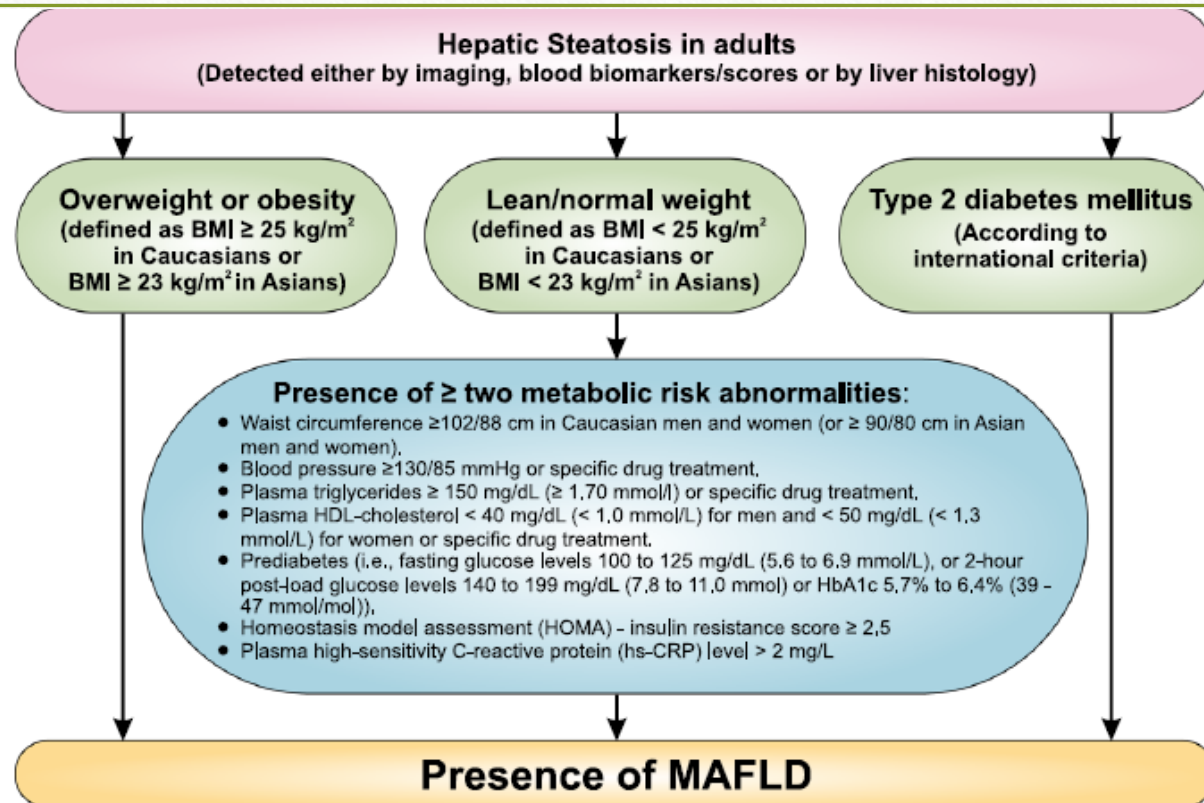 Hepatic Steatosis in adults
(Detected either by imaging, blood biomarkers/scores or by liver histology)
Overweight or obesity
(defined as BMI ≥ 25 kg/m²
in Caucasians or
BMI ≥ 23 kg/m² in Asians)
Lean/normal weight
(defined as BMI < 25 kg/m²
in Caucasians or
BMI < 23 kg/m² in Asians)
Type 2 diabetes mellitus
(According to
international criteria)
Presence of ≥ two metabolic risk abnormalities:
• Waist circumference ≥102/88 cm in Caucasian men and women (or ≥ 90/80 cm in Asian
men and women).
• Blood pressure ≥130/85 mmHg or specific drug treatment.
• Plasma triglycerides ≥ 150 mg/dL (≥ 1.70 mmol/l) or specific drug treatment.
• Plasma HDL-cholesterol < 40 mg/dL (< 1.0 mmol/L) for men and < 50 mg/dL (< 1.3
mmol/L) for women or specific drug treatment.
• Prediabetes (i.e., fasting glucose levels 100 to 125 mg/dL (5.6 to 6.9 mmol/L), or 2-hour
post-load glucose levels 140 to 199 mg/dL (7.8 to 11.0 mmol) or HbA1c 5.7% to 6.4% (39 -
47 mmol/mol)).
• Homeostasis model assessment (HOMA) - insulin resistance score ≥ 2.5
• Plasma high-sensitivity C-reactive protein (hs-CRP) level > 2 mg/L
Presence of MAFLD